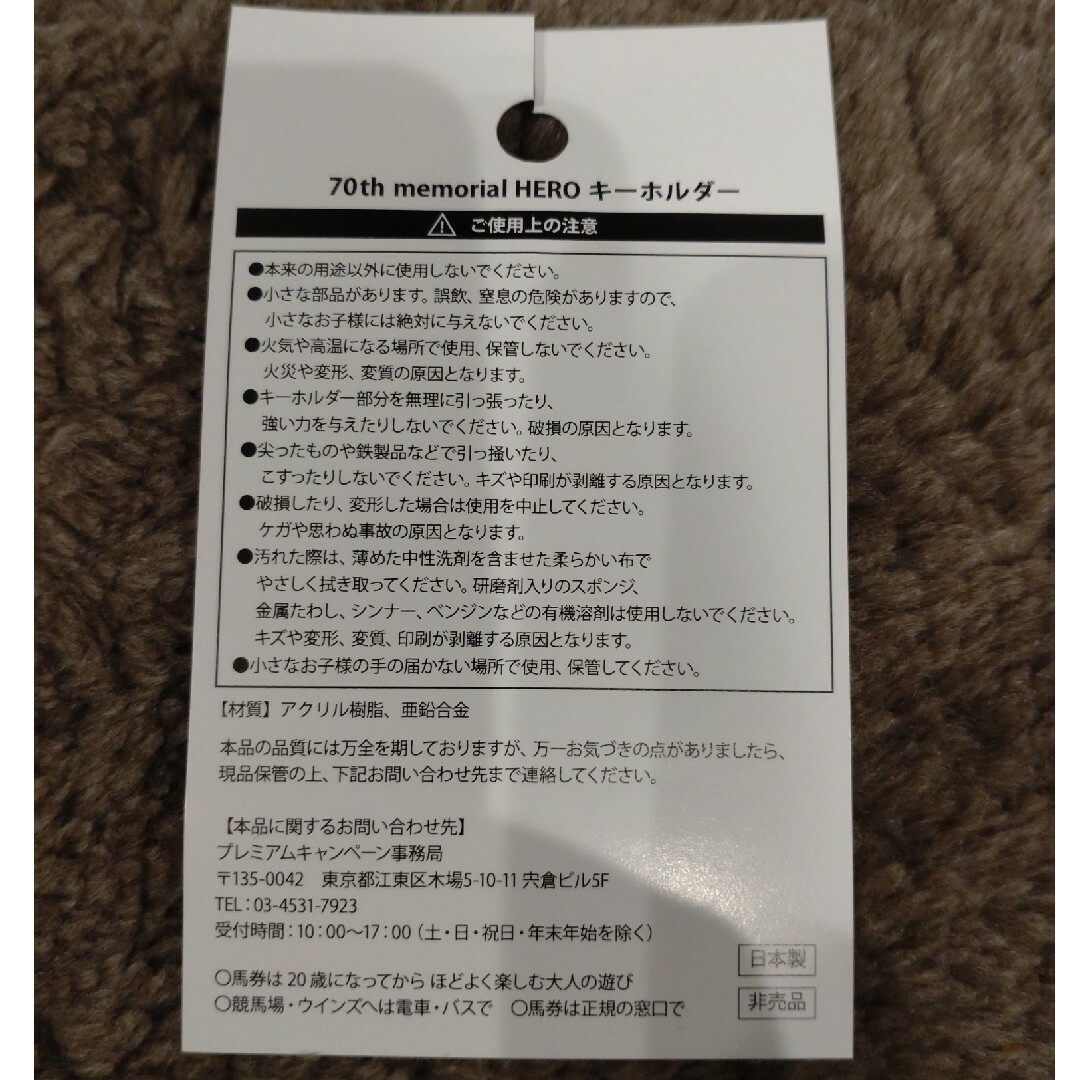 70th memorial HERO キーホルダー
⚠ ご使用上の注意
●本来の用途以外に使用しないでください。
●小さな部品があります。誤飲、窒息の危険がありますので、
小さなお子様には絶対に与えないでください。
●火気や高温になる場所で使用、保管しないでください。
火災や変形、変質の原因となります。
●キーホルダー部分を無理に引っ張ったり、
強い力を与えたりしないでください。破損の原因となります。
●尖ったものや鉄製品などで引っ掻いたり、
こすったりしないでください。キズや印刷が剥離する原因となります。
●破損したり、変形した場合は使用を中止してください。
ケガや思わぬ事故の原因となります。
●汚れた際は、薄めた中性洗剤を含ませた柔らかい布で
やさしく拭き取ってください。研磨剤入りのスポンジ、
金属たわし、シンナー、ベンジンなどの有機溶剤は使用しないでください。
キズや変形、変質、印刷が剥離する原因となります。
●小さなお子様の手の届かない場所で使用、保管してください。
【材質】アクリル樹脂、亜鉛合金
本品の品質には万全を期しておりますが、万一お気づきの点がありましたら、
現品保管の上、下記お問い合わせ先まで連絡してください。
【本品に関するお問い合わせ先】
プレミアムキャンペーン事務局
〒135-0042 東京都江東区木場5-10-11 宍倉ビル5F
TEL：03-4531-7923
受付時間：10：00〜17：00（土・日・祝日・年末年始を除く）
日本製
○馬券は20歳になってから ほどよく楽しむ大人の遊び
○競馬場・ウインズへは電車・バスで ○馬券は正規の窓口で
非売品